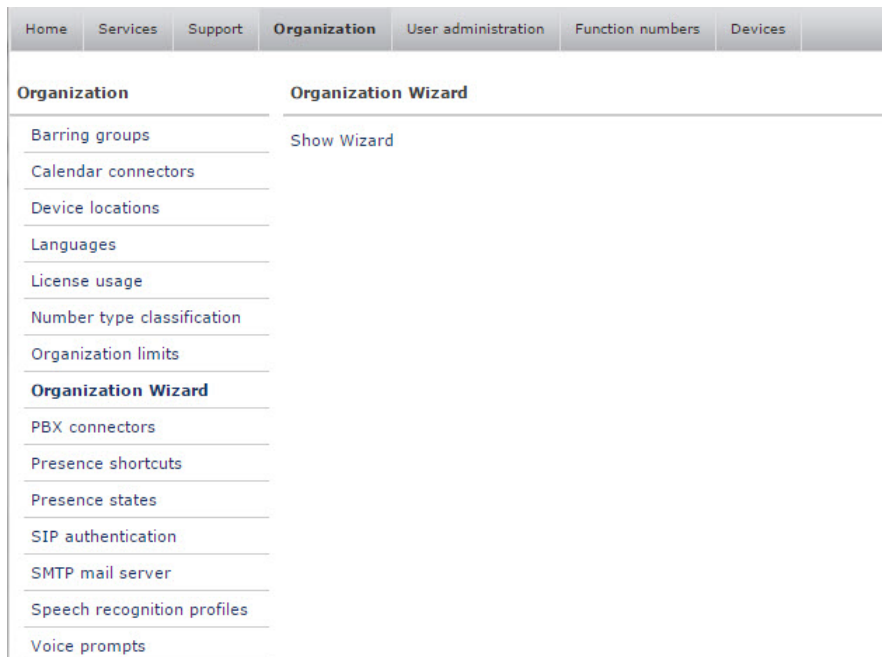 Home Services Support Organization User administration Function numbers Devices
Organization
Barring groups
Calendar connectors
Device locations
Languages
License usage
Number type classification
Organization limits
Organization Wizard
PBX connectors
Presence shortcuts
Presence states
SIP authentication
SMTP mail server
Speech recognition profiles
Voice prompts
Organization Wizard
Show Wizard